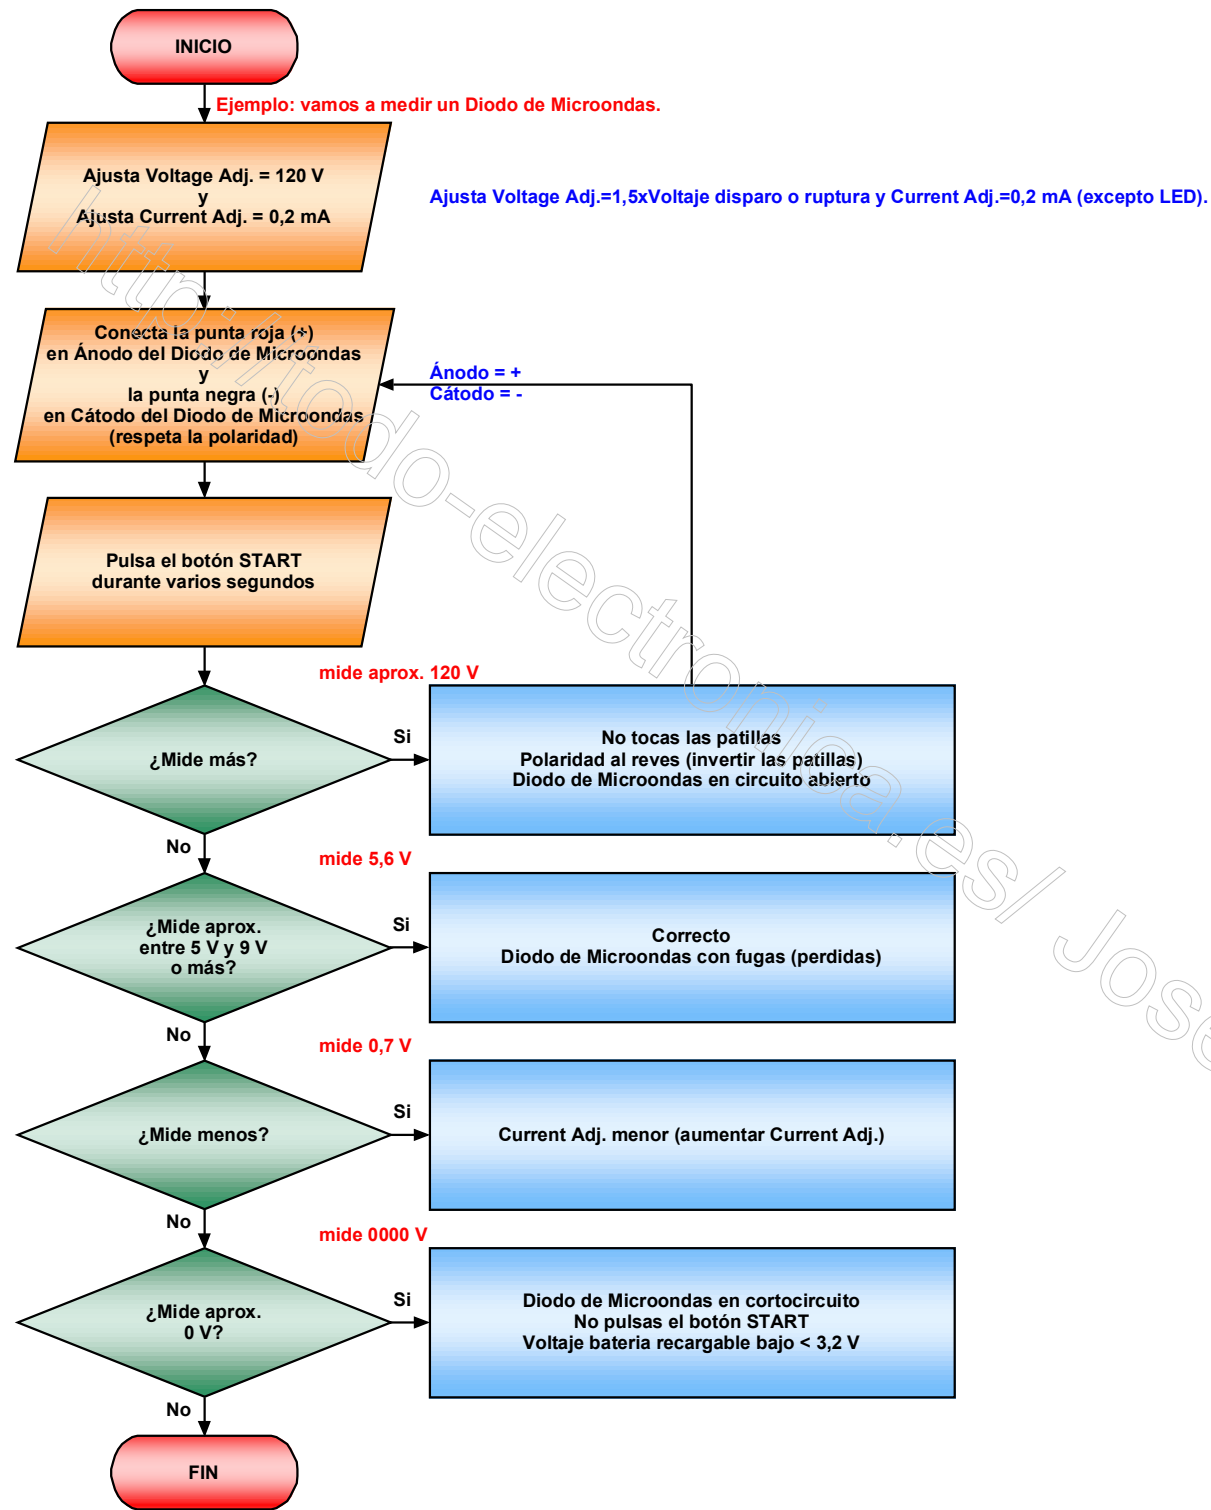 INICIO
Ejemplo: vamos a medir un Diodo de Microondas.
Ajusta Voltage Adj. = 120 V
y
Ajusta Current Adj. = 0,2 mA
Ajusta Voltage Adj.=1,5xVoltaje disparo o ruptura y Current Adj.=0,2 mA (excepto LED).
Conecta la punta roja (+)
en Ánodo del Diodo de Microondas
y
la punta negra (-)
en Cátodo del Diodo de Microondas
(respeta la polaridad)
Ánodo = +
Cátodo = -
Pulsa el botón START
durante varios segundos
mide aprox. 120 V
¿Mide más?
Si
No tocas las patillas
Polaridad al reves (invertir las patillas)
Diodo de Microondas en circuito abierto
No
mide 5,6 V
¿Mide aprox.
entre 5 V y 9 V
o más?
Si
Correcto
Diodo de Microondas con fugas (perdidas)
No
mide 0,7 V
¿Mide menos?
Si
Current Adj. menor (aumentar Current Adj.)
No
mide 0000 V
¿Mide aprox.
0 V?
Si
Diodo de Microondas en cortocircuito
No pulsas el botón START
Voltaje bateria recargable bajo < 3,2 V
No
FIN
http://todo-electronica.es/ Jose